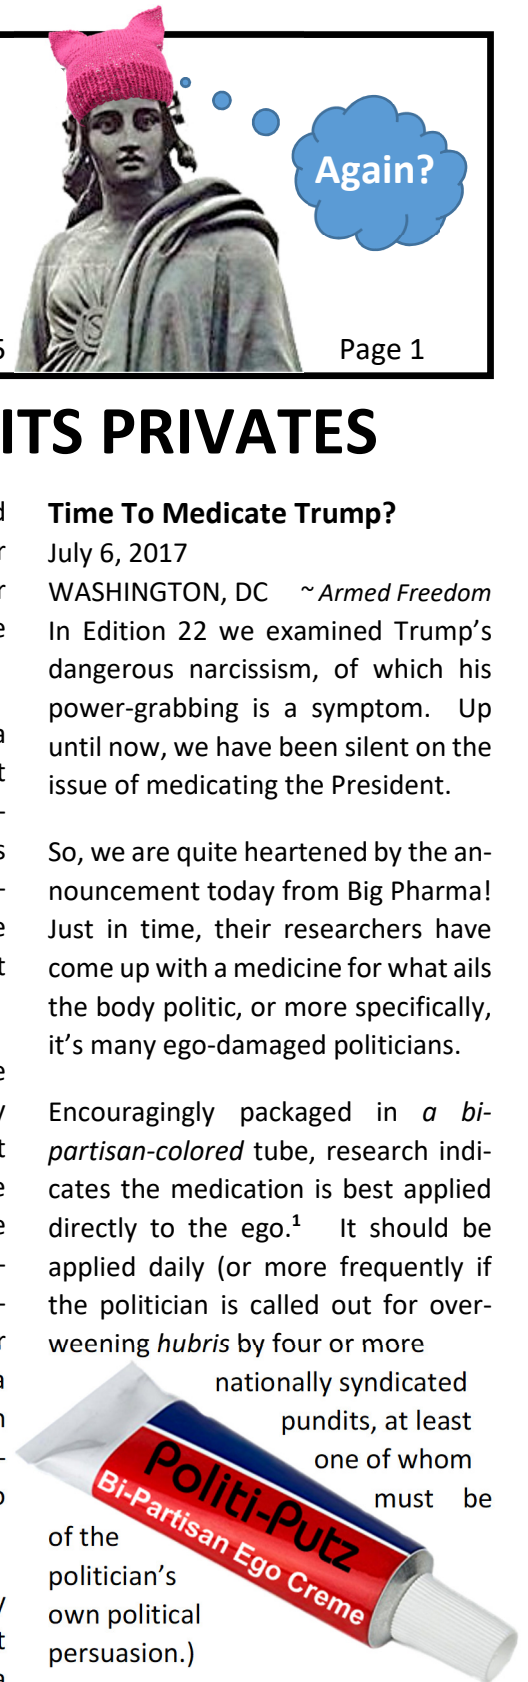 Again?
Page 1
ITS PRIVATES
Time To Medicate Trump?
July 6, 2017
WASHINGTON, DC ~ Armed Freedom
In Edition 22 we examined Trump’s
dangerous narcissism, of which his
power-grabbing is a symptom. Up
until now, we have been silent on the
issue of medicating the President.
So, we are quite heartened by the an-
nouncement today from Big Pharma!
Just in time, their researchers have
come up with a medicine for what ails
the body politic, or more specifically,
it’s many ego-damaged politicians.
Encouragingly packaged in a bi-
partisan-colored tube, research indi-
cates the medication is best applied
directly to the ego.¹ It should be
applied daily (or more frequently if
the politician is called out for over-
weening hubris by four or more
nationally syndicated
pundits, at least
one of whom
must be
of the
politician’s
own political
persuasion.)
Politi-Putz
Bi-Partisan Ego Creme
US